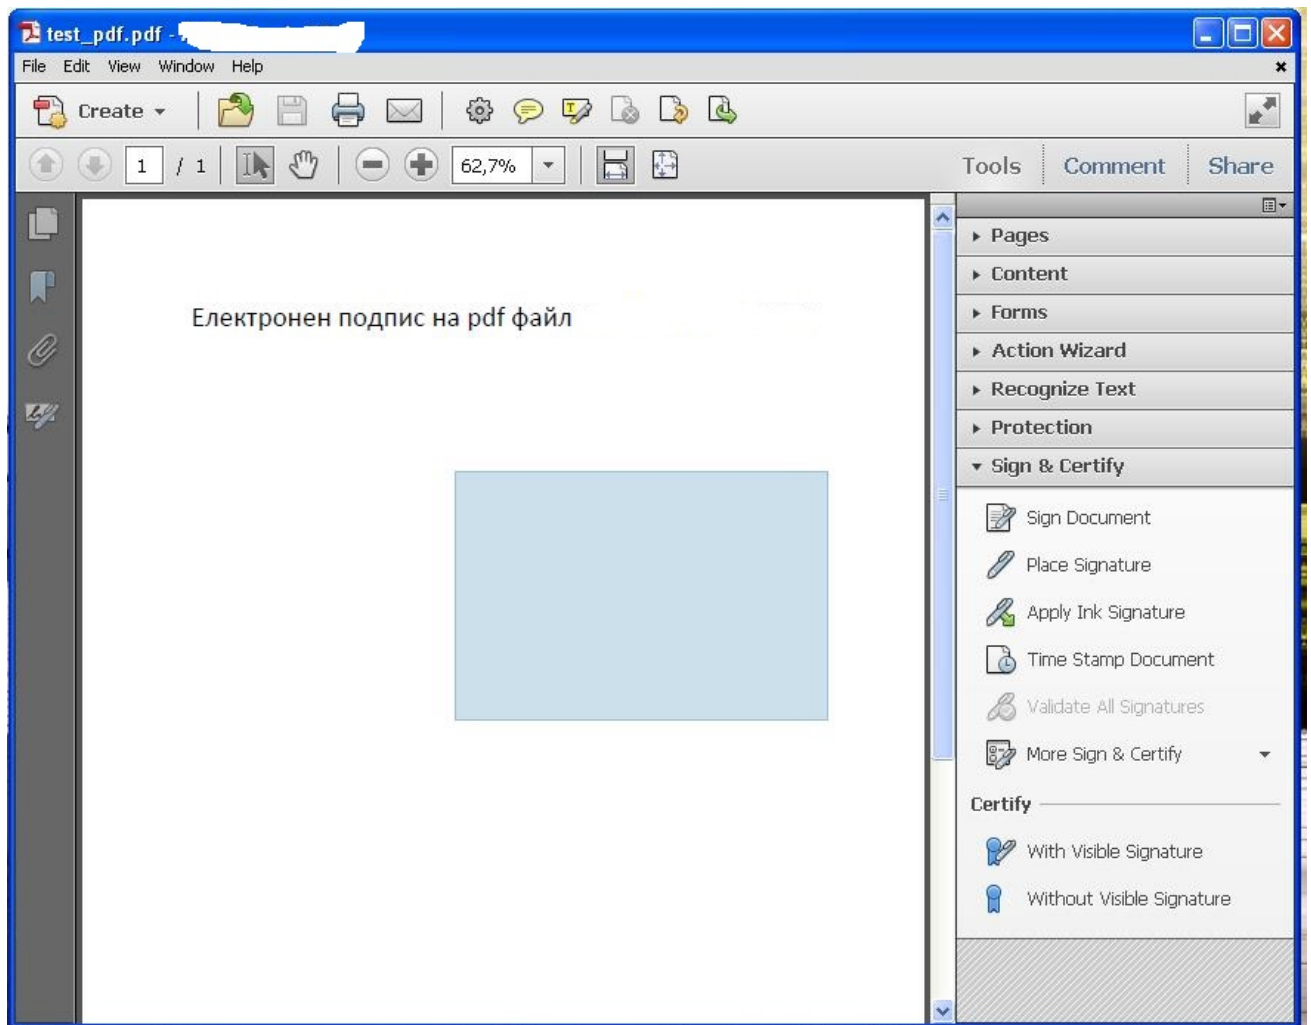 test_pdf.pdf -
File Edit View Window Help
Create
1 / 1 62,7% Tools Comment Share
Pages
Content
Forms
Action Wizard
Recognize Text
Protection
Sign & Certify
Sign Document
Place Signature
Apply Ink Signature
Time Stamp Document
Validate All Signatures
More Sign & Certify
Certify
With Visible Signature
Without Visible Signature
Електронен подпис на pdf файл